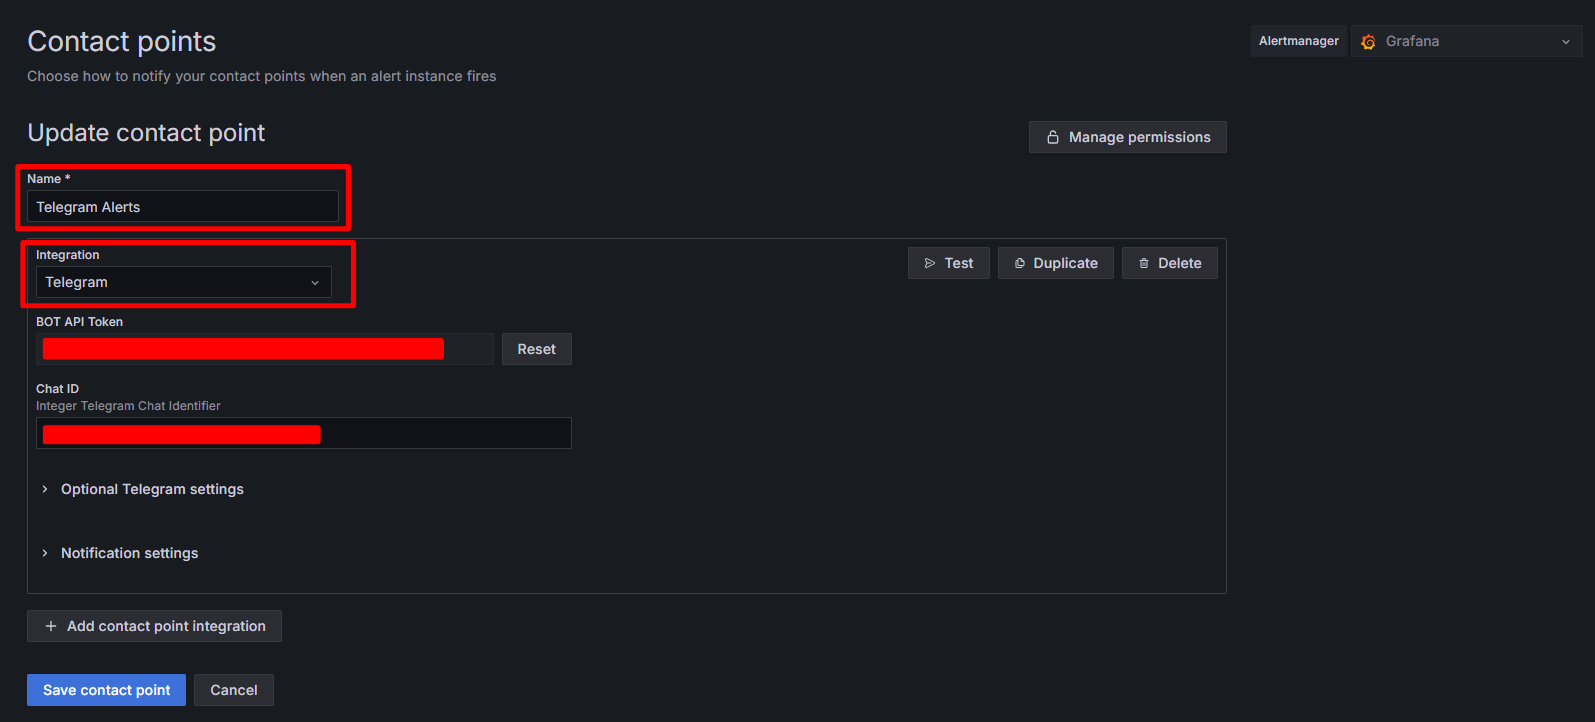 Contact points
Alertmanager
Grafana
Choose how to notify your contact points when an alert instance fires
Update contact point
Manage permissions
Name *
Telegram Alerts
Integration
Telegram
Test
Duplicate
Delete
BOT API Token
Reset
Chat ID
Integer Telegram Chat Identifier
Optional Telegram settings
Notification settings
Add contact point integration
Save contact point
Cancel